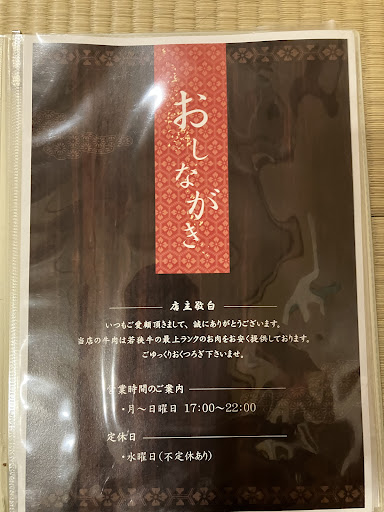 おしながき
店主敬白
いつもご愛顧頂きまして、誠にありがとうございます。
当店の牛肉は若狭牛の最上ランクのお肉をお安く提供しております。
ごゆっくりおくつろぎ下さいませ。
営業時間のご案内
・月～日曜日 17:00～22:00
定休日
・水曜日(不定休あり)